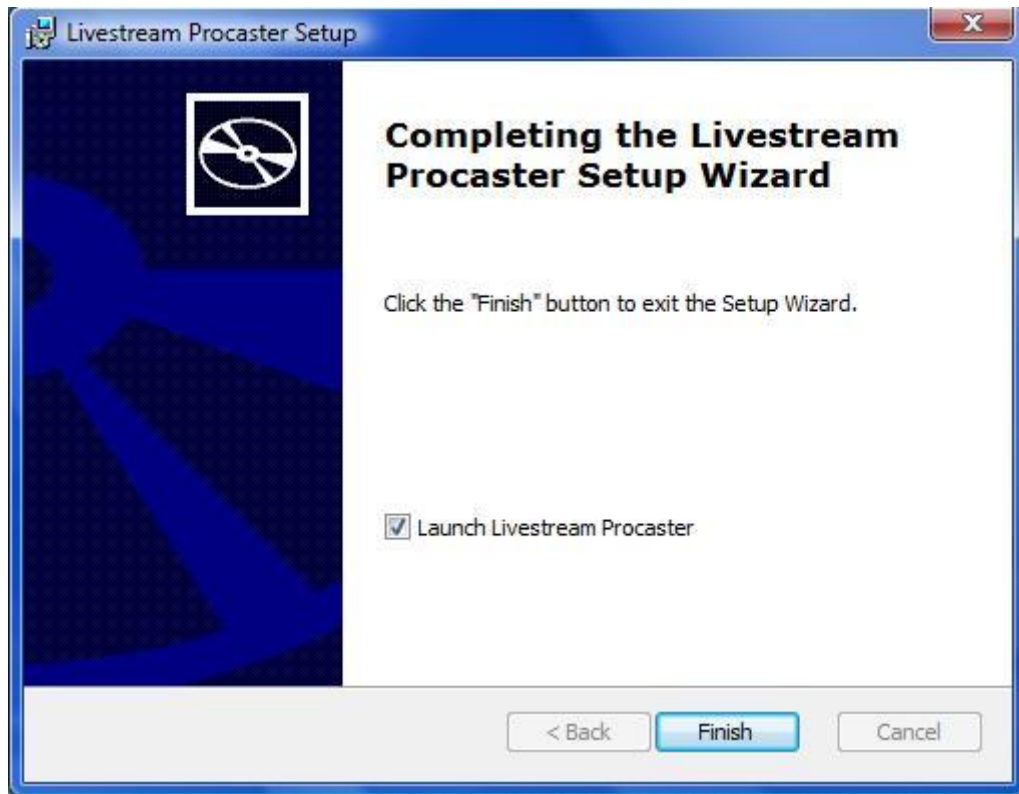 Livestream Procaster Setup
Completing the Livestream
Procaster Setup Wizard
Click the "Finish" button to exit the Setup Wizard.
Launch Livestream Procaster
< Back
Finish
Cancel